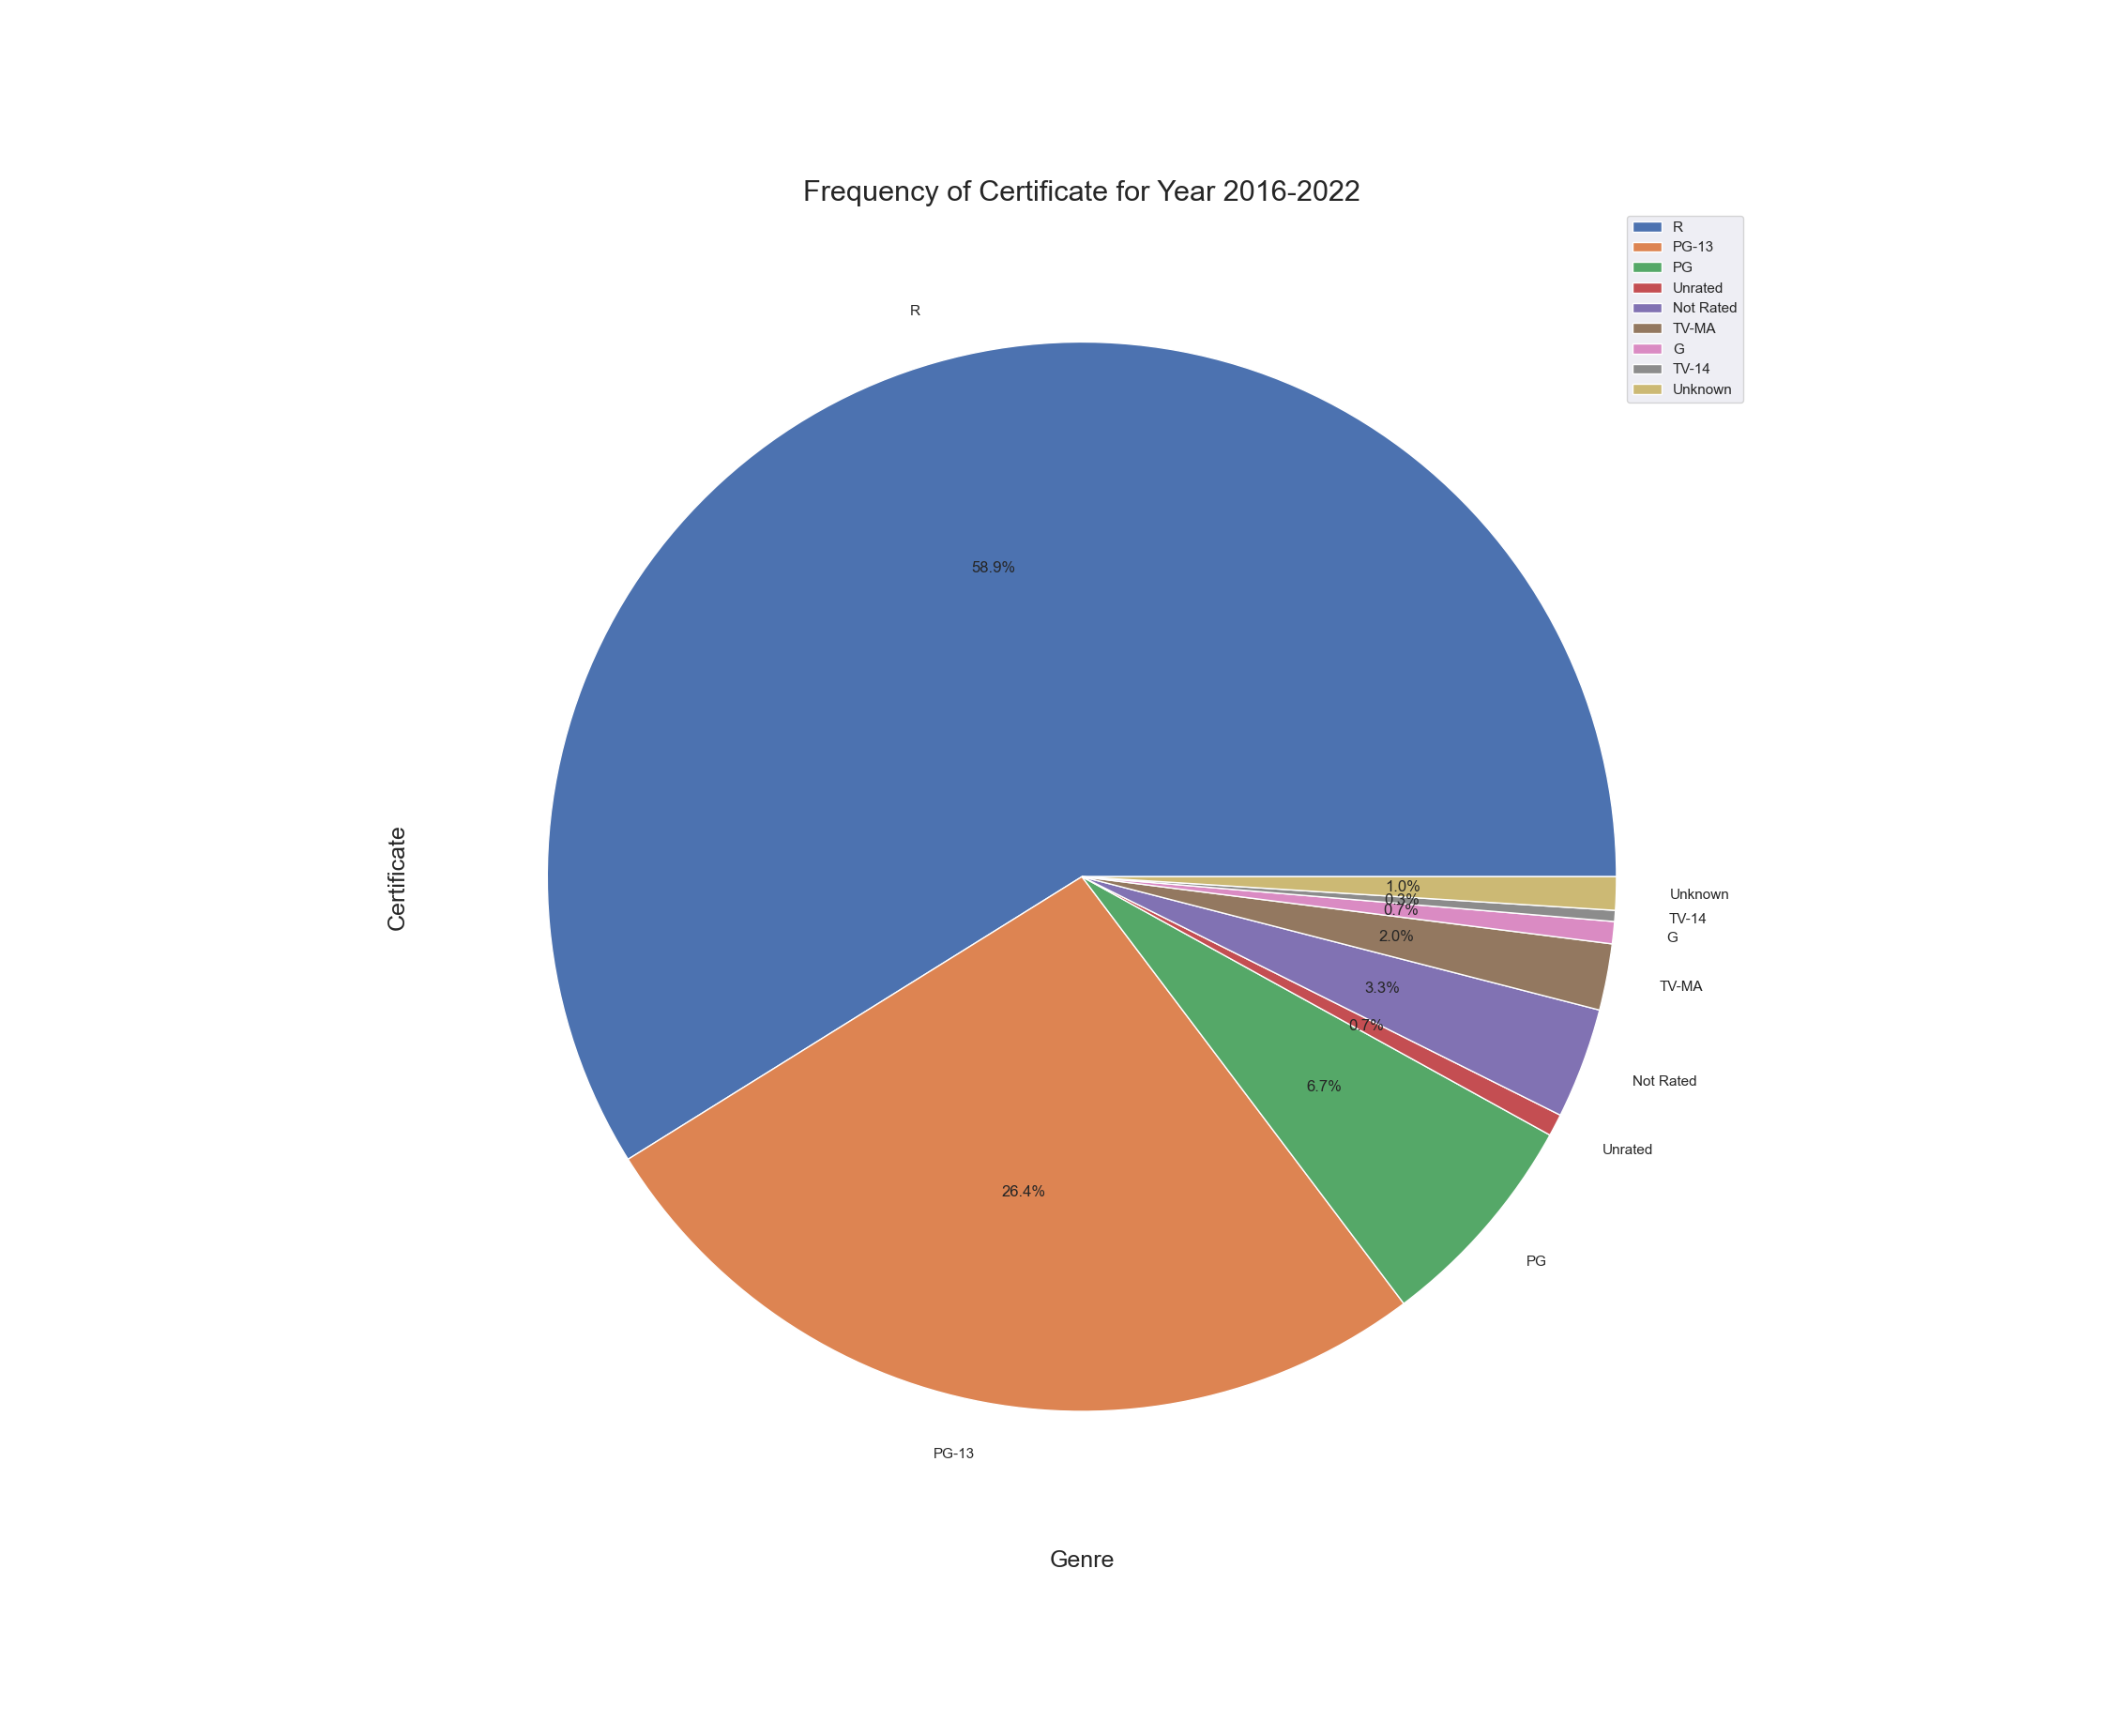 Frequency of Certificate for Year 2016-2022
R
PG-13
PG
Unrated
Not Rated
TV-MA
G
TV-14
Unknown
R
58.9%
Certificate
1.0%
Unknown
0.3%
TV-14
0.7%
G
2.0%
TV-MA
3.3%
Not Rated
0.7%
Unrated
6.7%
PG
26.4%
PG-13
Genre